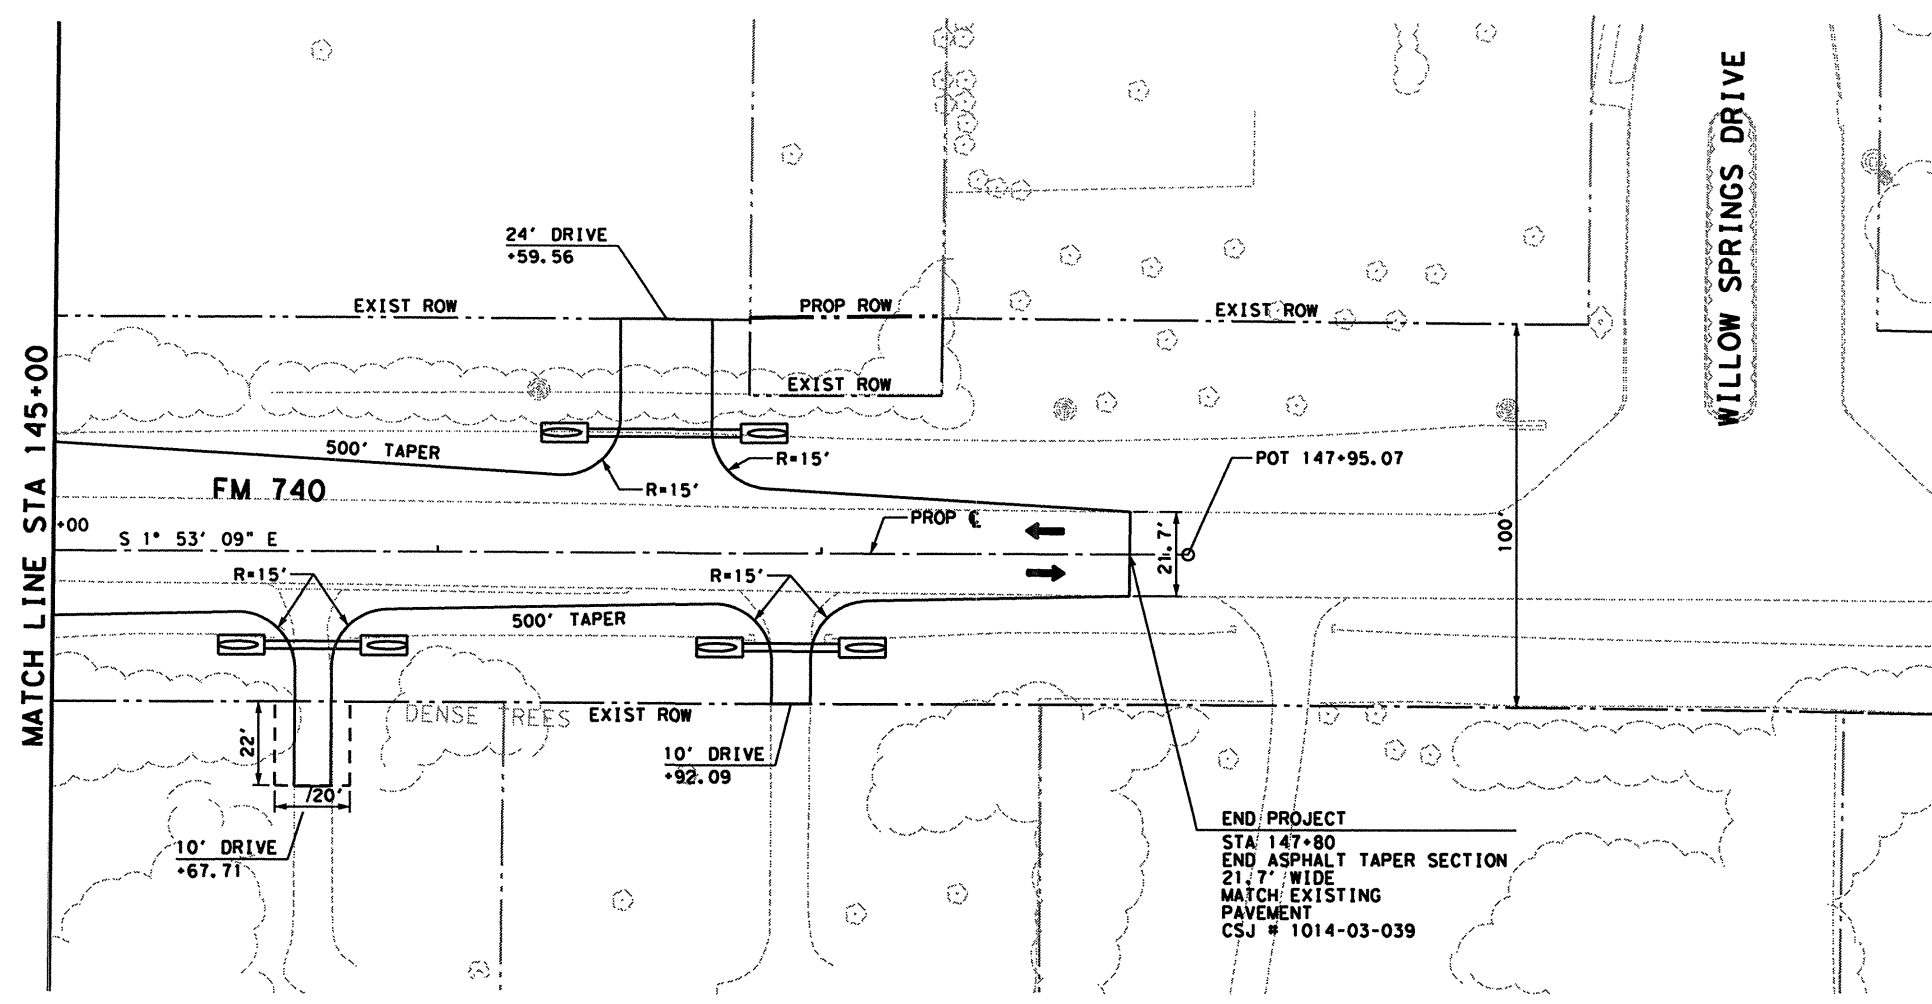 WILLOW SPRINGS DRIVE
24' DRIVE
+59.56
EXIST ROW
PROP ROW
EXIST ROW
EXIST ROW
MATCH LINE STA 145+00
500' TAPER
R=15'
POT 147+95.07
FM 740
R=15'
+00
PROP ℄
S 1° 53' 09" E
21.7'
100'
R=15'
R=15'
500' TAPER
DENSE TREES
EXIST ROW
22'
10' DRIVE
+92.09
20'
10' DRIVE
+67.71
END PROJECT
STA 147+80
END ASPHALT TAPER SECTION
21.7' WIDE
MATCH EXISTING
PAVEMENT
CSJ # 1014-03-039